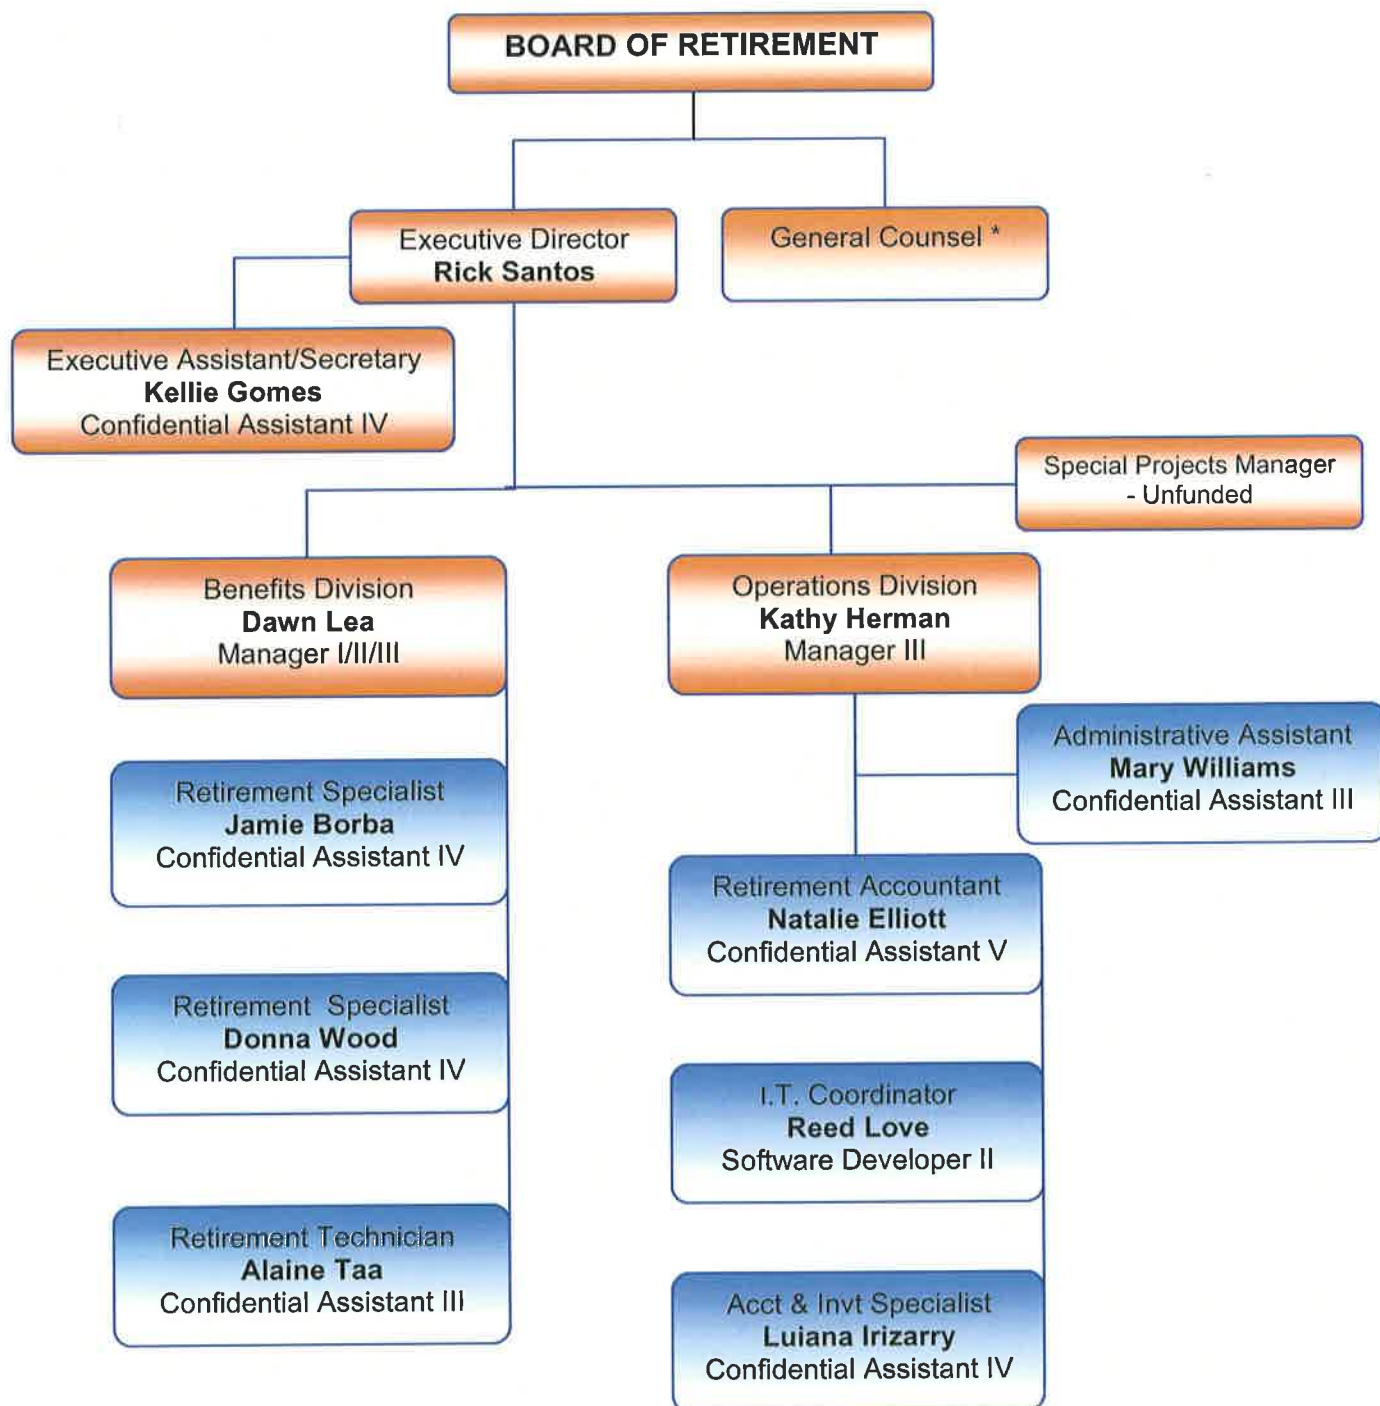 BOARD OF RETIREMENT
Executive Director
Rick Santos
General Counsel *
Executive Assistant/Secretary
Kellie Gomes
Confidential Assistant IV
Special Projects Manager
- Unfunded
Benefits Division
Dawn Lea
Manager I/II/III
Operations Division
Kathy Herman
Manager III
Administrative Assistant
Mary Williams
Confidential Assistant III
Retirement Specialist
Jamie Borba
Confidential Assistant IV
Retirement Accountant
Natalie Elliott
Confidential Assistant V
Retirement Specialist
Donna Wood
Confidential Assistant IV
I.T. Coordinator
Reed Love
Software Developer II
Retirement Technician
Alaine Taa
Confidential Assistant III
Acct & Invt Specialist
Luiana Irizarry
Confidential Assistant IV